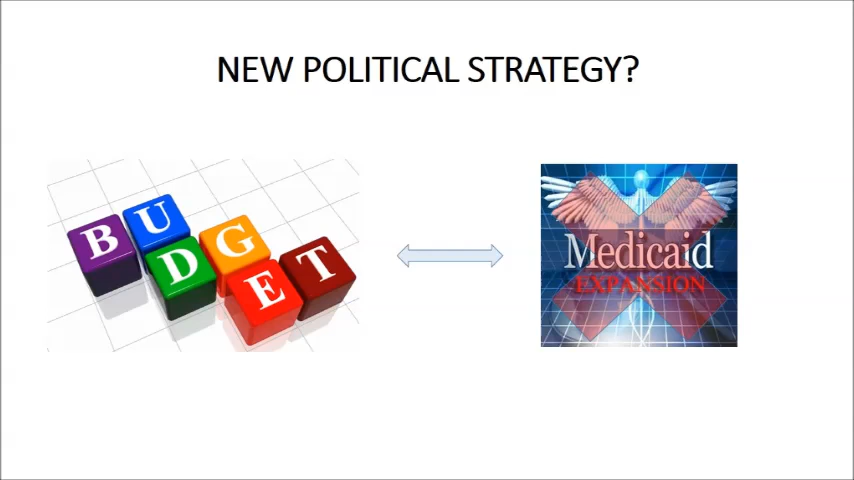 NEW POLITICAL STRATEGY?
BUDGET
Medicaid
EXPANSION